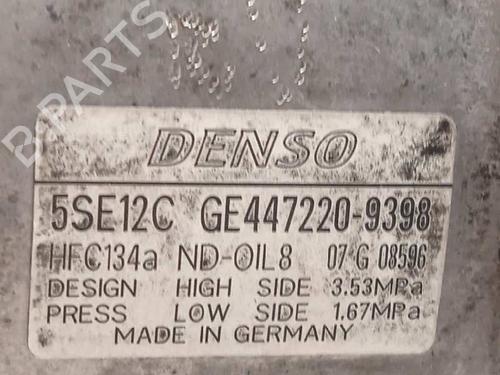 DENSO
5SE12C GE447220-9398
HFC134a ND-OIL8 07 G 08596
DESIGN HIGH SIDE 3.53MPa
PRESS LOW SIDE 1.67MPa
MADE IN GERMANY
B-PARTS